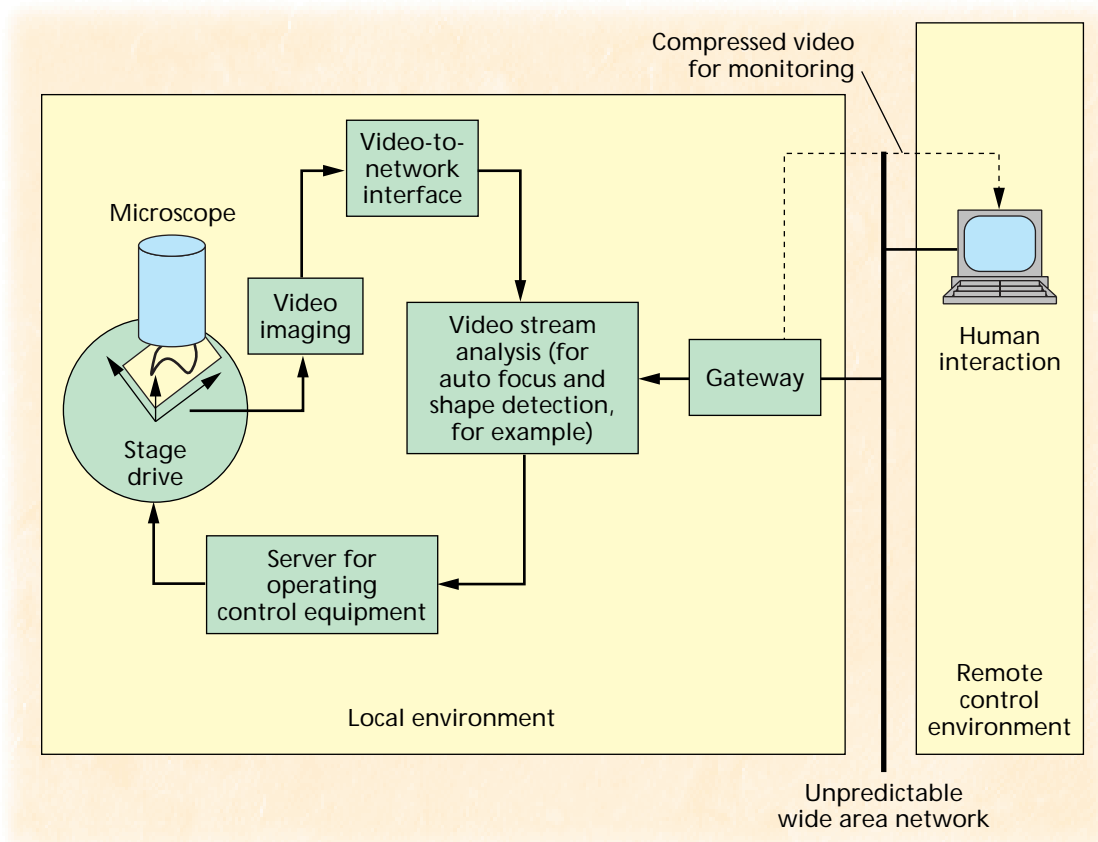 Compressed video
for monitoring
Video-to-
network
interface
Microscope
Video
imaging
Video stream
analysis (for
auto focus and
shape detection,
for example)
Gateway
Human
interaction
Stage
drive
Server for
operating
control equipment
Local environment
Remote
control
environment
Unpredictable
wide area network